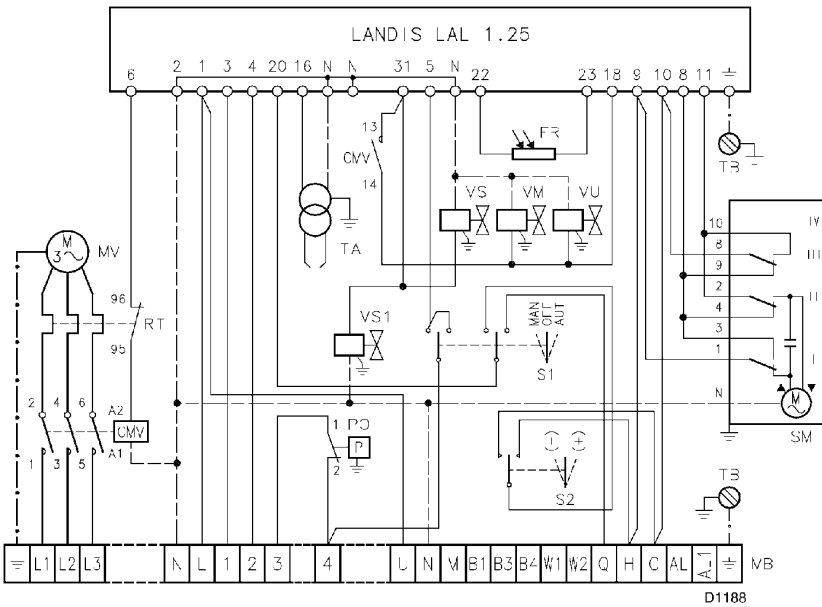 LANDIS LAL 1.25
6 2 1 3 4 20 16 N N 31 5 N 22 23 18 9 10 8 11
13
CMV
14
FR
TB
VS VM VU
TA
10
8
9
2
4
3
1
N
IV
III
II
I
M
SM
M
3
MV
96
RT
95
VS1
MAN
OFF
AUT
S1
2 4 6 A2
CMV
1 3 5 A1
1
P
2
S2
TB
L1 L2 L3 N L 1 2 3 4 U N M B1 B3 B4 W1 W2 Q H C AL MB
D1188